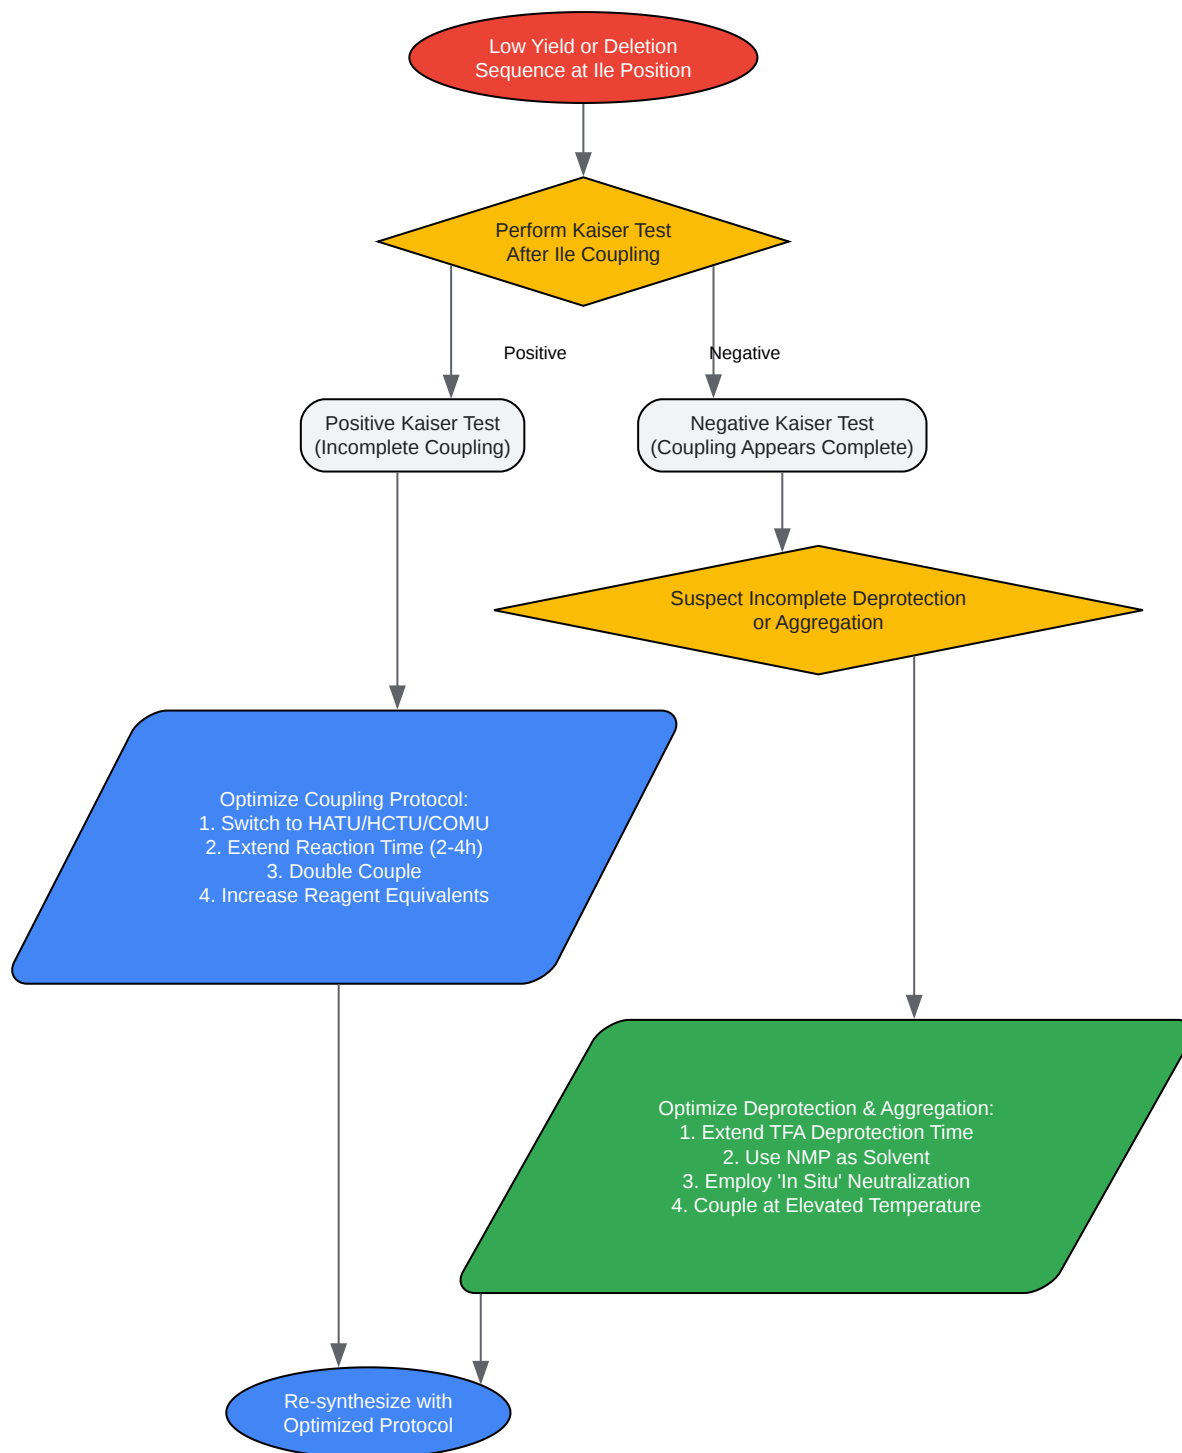 Low Yield or Deletion
Sequence at Ile Position
Perform Kaiser Test
After Ile Coupling
Positive
Negative
Positive Kaiser Test
(Incomplete Coupling)
Negative Kaiser Test
(Coupling Appears Complete)
Suspect Incomplete Deprotection
or Aggregation
Optimize Coupling Protocol:
1. Switch to HATU/HCTU/COMU
2. Extend Reaction Time (2-4h)
3. Double Couple
4. Increase Reagent Equivalents
Optimize Deprotection & Aggregation:
1. Extend TFA Deprotection Time
2. Use NMP as Solvent
3. Employ 'In Situ' Neutralization
4. Couple at Elevated Temperature
Re-synthesize with
Optimized Protocol